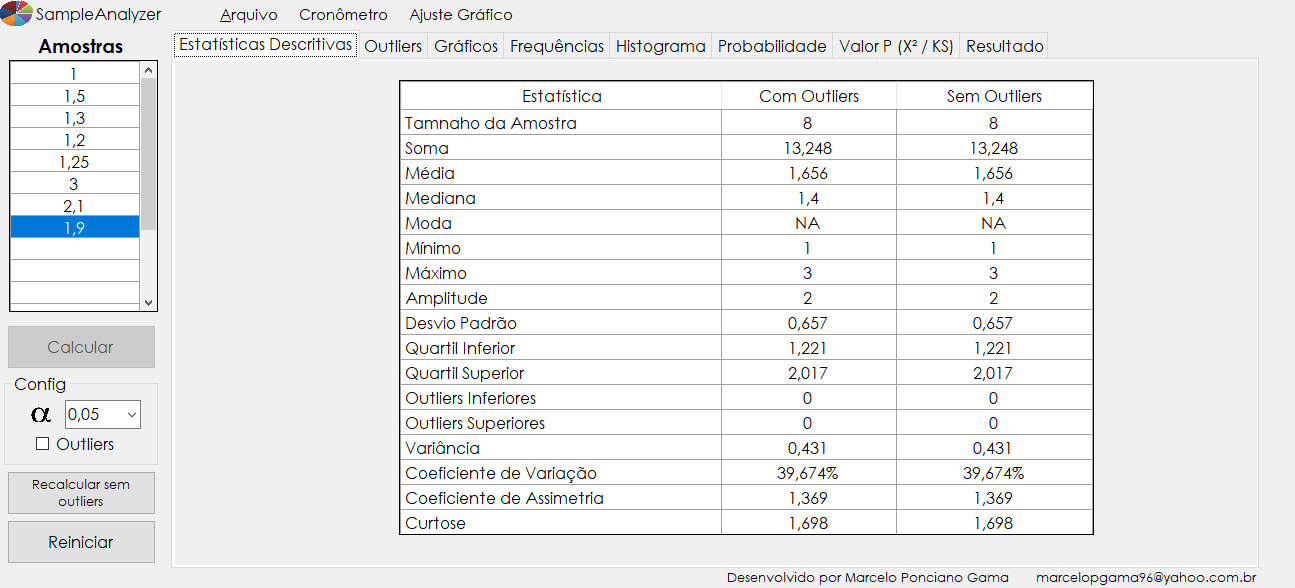 SampleAnalyzer
Arquivo Cronômetro Ajuste Gráfico
Amostras
1
1,5
1,3
1,2
1,25
3
2,1
1,9
Calcular
Config
α 0,05
Outliers
Recalcular sem
outliers
Reiniciar
Estatísticas Descritivas Outliers Gráficos Frequências Histograma Probabilidade Valor P (X² / KS) Resultado
Estatística Com Outliers Sem Outliers
Tamnaho da Amostra 8 8
Soma 13,248 13,248
Média 1,656 1,656
Mediana 1,4 1,4
Moda NA NA
Mínimo 1 1
Máximo 3 3
Amplitude 2 2
Desvio Padrão 0,657 0,657
Quartil Inferior 1,221 1,221
Quartil Superior 2,017 2,017
Outliers Inferiores 0 0
Outliers Superiores 0 0
Variância 0,431 0,431
Coeficiente de Variação 39,674% 39,674%
Coeficiente de Assimetria 1,369 1,369
Curtose 1,698 1,698
Desenvolvido por Marcelo Ponciano Gama marcelopgama96@yahoo.com.br